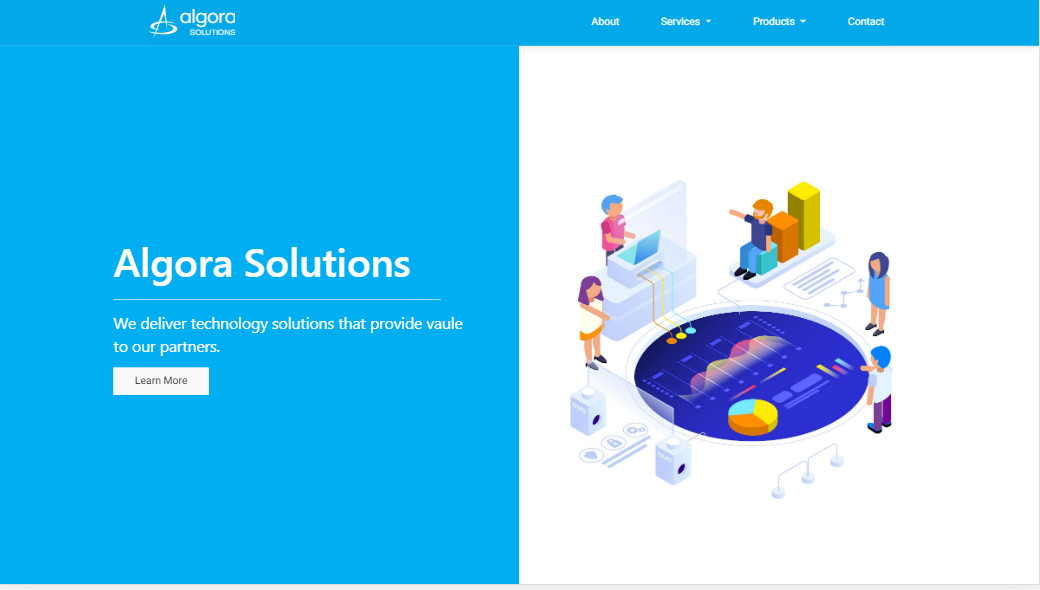 algora
SOLUTIONS
About
Services
Products
Contact
Algora Solutions
We deliver technology solutions that provide vaule
to our partners.
Learn More